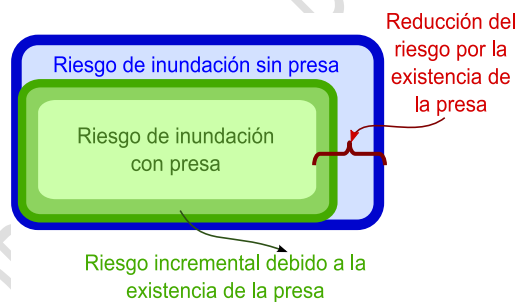 Reducción del
riesgo por la
existencia de
la presa
Riesgo de inundación sin presa
Riesgo de inundación
con presa
Riesgo incremental debido a la
existencia de la presa